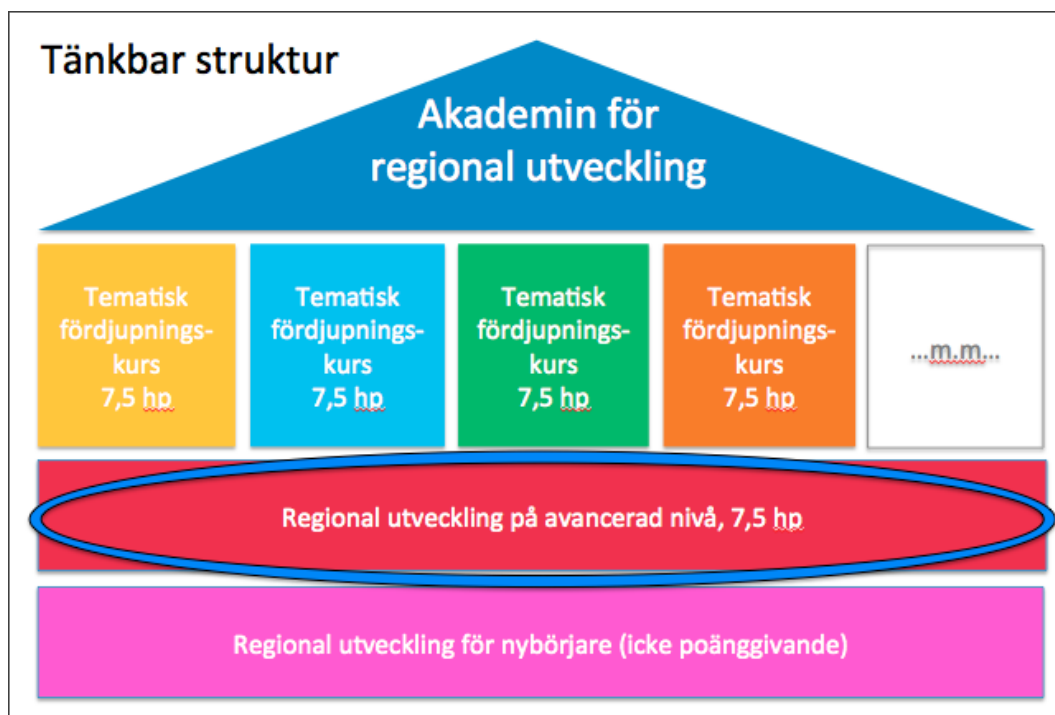 Tänkbar struktur
Akademin för
regional utveckling
Tematisk
fördjupnings-
kurs
7,5 hp
Tematisk
fördjupnings-
kurs
7,5 hp
Tematisk
fördjupnings-
kurs
7,5 hp
Tematisk
fördjupnings-
kurs
7,5 hp
...m.m...
Regional utveckling på avancerad nivå, 7,5 hp
Regional utveckling för nybörjare (icke poänggivande)